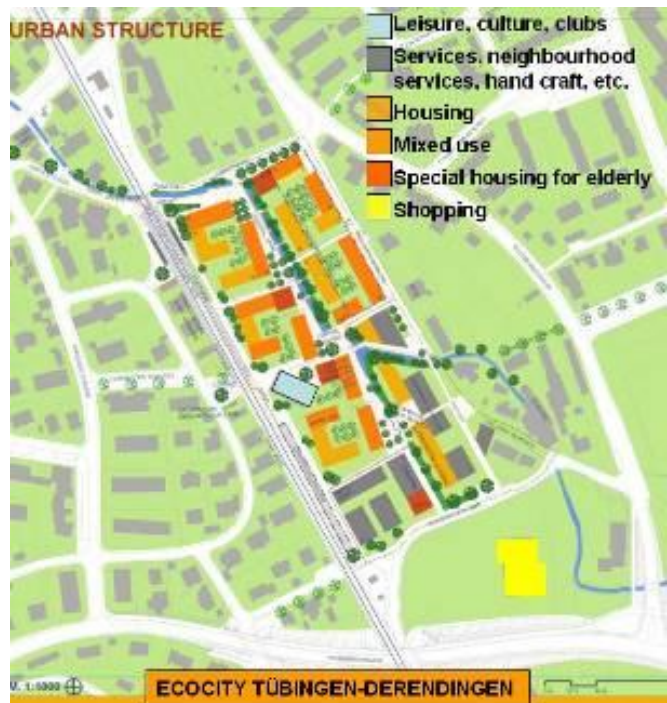 URBAN STRUCTURE
Leisure, culture, clubs
Services. neighbourhood
services, hand craft, etc.
Housing
Mixed use
Special housing for elderly
Shopping
ECOCITY TÜBINGEN-DERENDINGEN